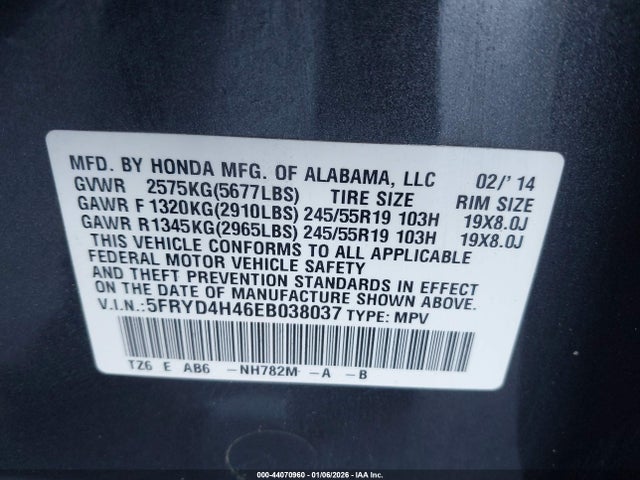 MFD. BY HONDA MFG. OF ALABAMA, LLC 02/'14
GVWR 2575KG(5677LBS) TIRE SIZE RIM SIZE
GAWR F 1320KG(2910LBS) 245/55R19 103H 19X8.0J
GAWR R 1345KG(2965LBS) 245/55R19 103H 19X8.0J
THIS VEHICLE CONFORMS TO ALL APPLICABLE
FEDERAL MOTOR VEHICLE SAFETY
AND THEFT PREVENTION STANDARDS IN EFFECT
ON THE DATE OF MANUFACTURE SHOWN ABOVE.
V.I.N.:5FRYD4H46EB038037 TYPE: MPV
TZ6 E AB6 -NH782M -A -B
000-44070960 - 01/06/2026 - IAA Inc.